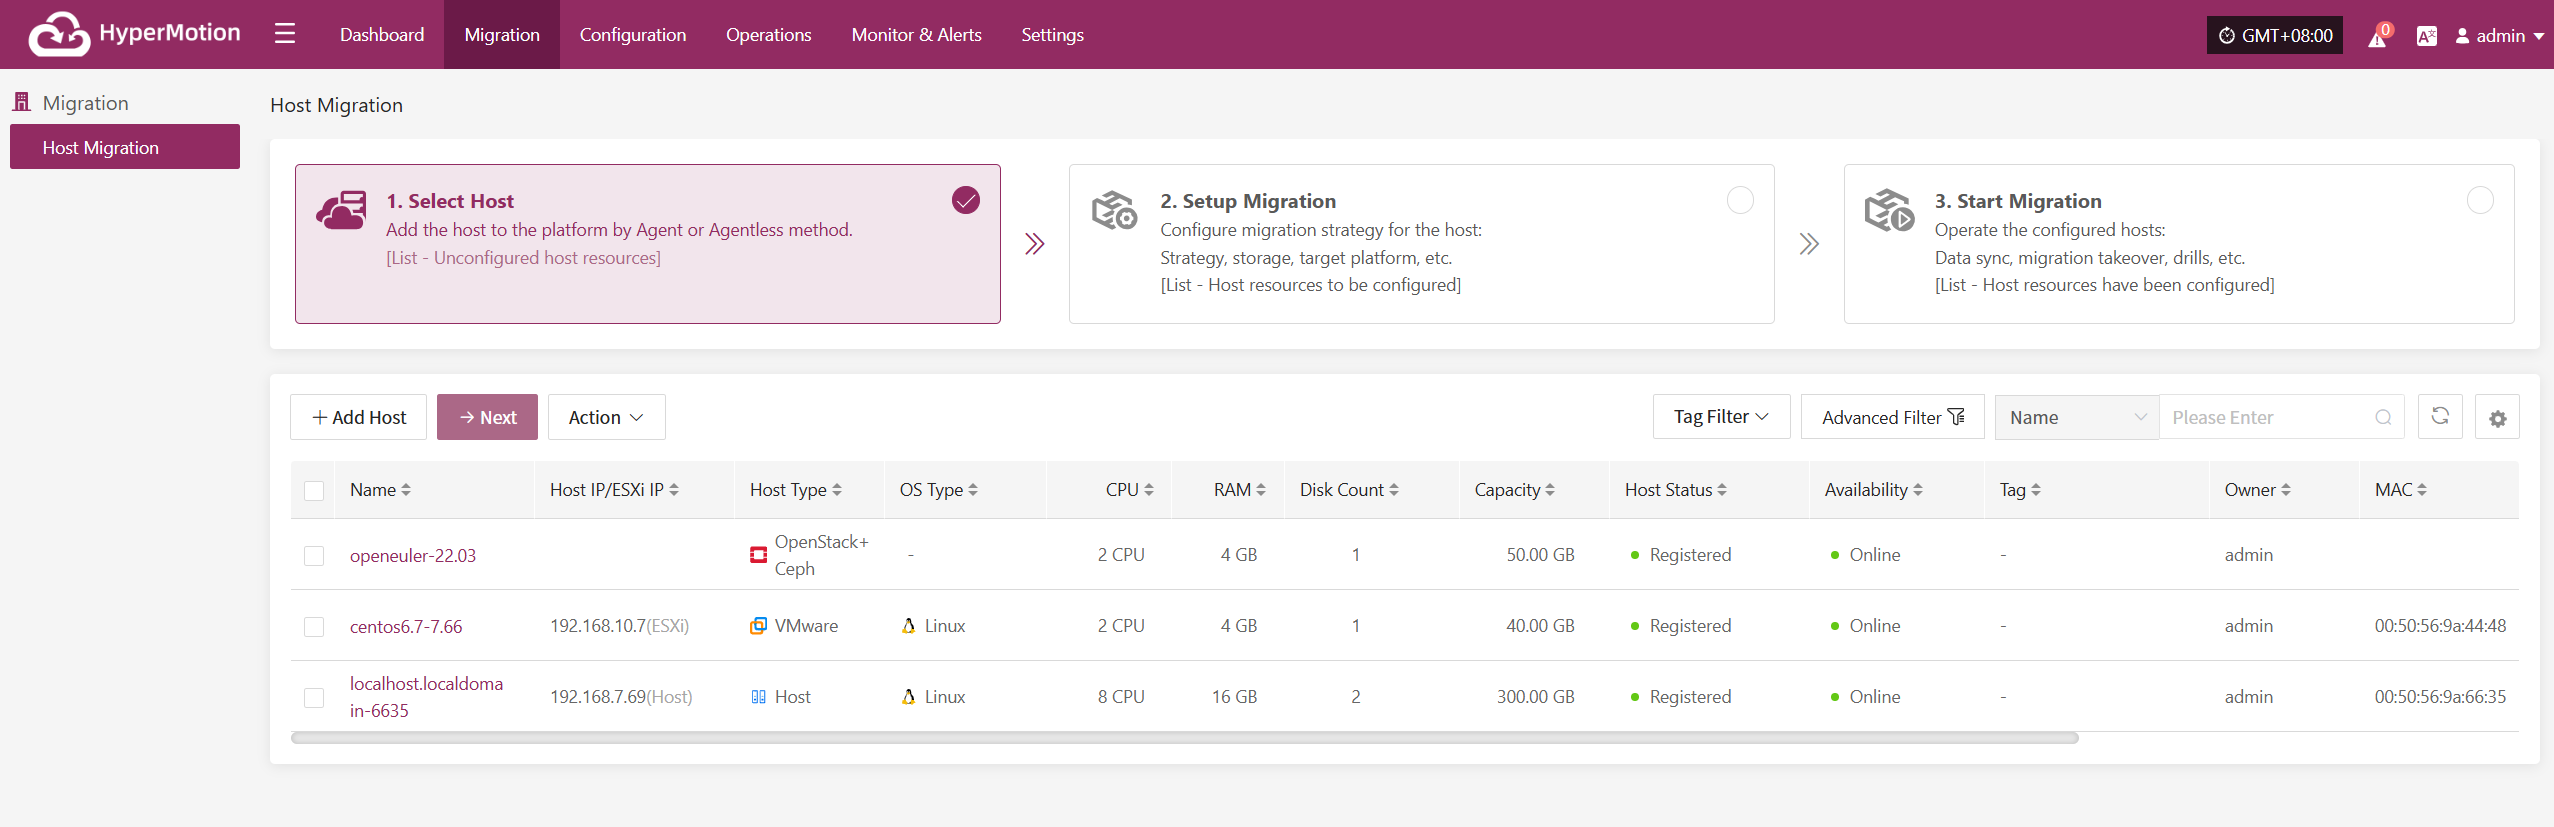 HyperMotion
Dashboard
Migration
Configuration
Operations
Monitor & Alerts
Settings
GMT+08:00
0
admin
Migration
Host Migration
Host Migration
1. Select Host
Add the host to the platform by Agent or Agentless method.
[List - Unconfigured host resources]
2. Setup Migration
Configure migration strategy for the host:
Strategy, storage, target platform, etc.
[List - Host resources to be configured]
3. Start Migration
Operate the configured hosts:
Data sync, migration takeover, drills, etc.
[List - Host resources have been configured]
+ Add Host
→ Next
Action
Tag Filter
Advanced Filter
Name
Please Enter
Name Host IP/ESXi IP Host Type OS Type CPU RAM Disk Count Capacity Host Status Availability Tag Owner MAC
openeuler-22.03 OpenStack+ - 2 CPU 4 GB 1 50.00 GB Registered Online - admin
Ceph
centos6.7-7.66 192.168.10.7(ESXi) VMware Linux 2 CPU 4 GB 1 40.00 GB Registered Online - admin 00:50:56:9a:44:48
localhost.localdoma 192.168.7.69(Host) Host Linux 8 CPU 16 GB 2 300.00 GB Registered Online - admin 00:50:56:9a:66:35
in-6635